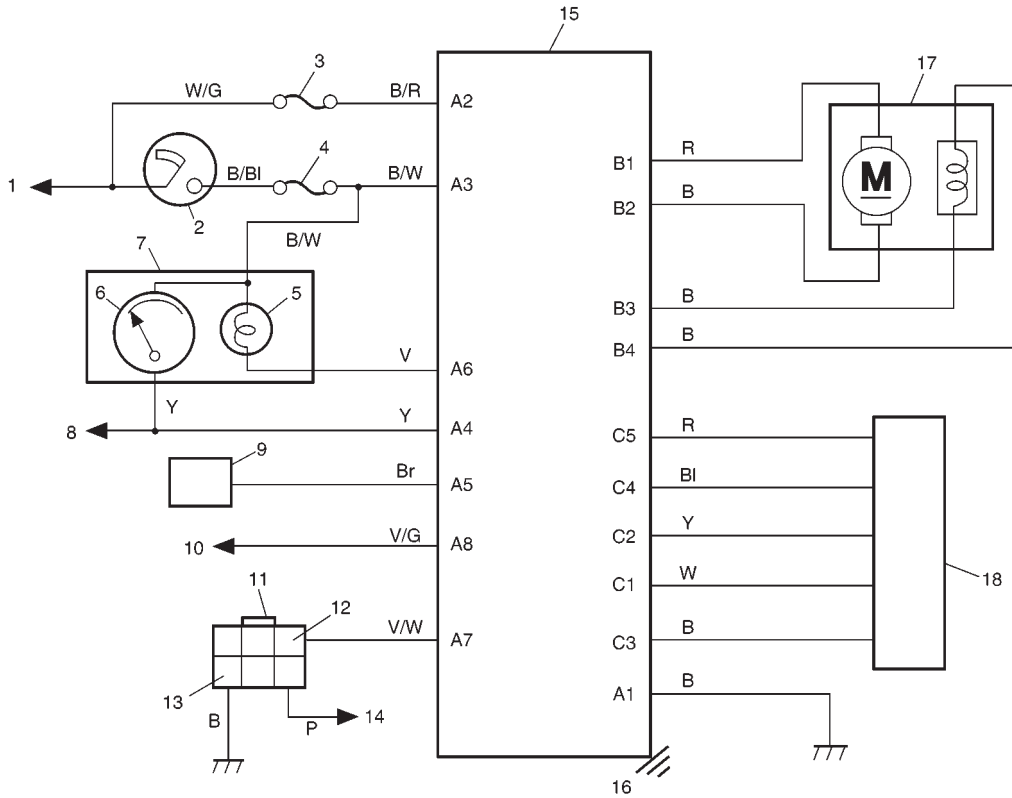 15
3
17
W/G
B/R
A2
4
B1
R
M
1
B/Bl
B/W
A3
2
B2
B
7
B/W
6
5
B3
B
V
A6
B4
B
Y
8
Y
A4
C5
R
9
Br
A5
C4
Bl
C2
Y
10
V/G
A8
11
12
C1
W
18
V/W
A7
C3
B
13
B
P
14
A1
B
16